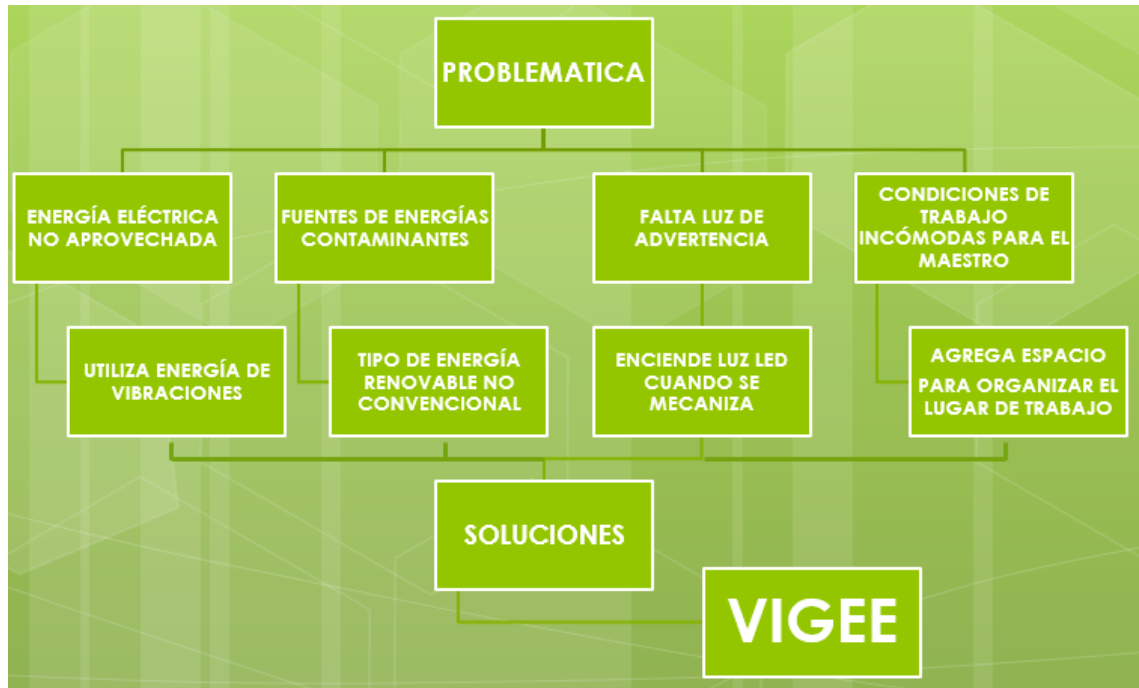 PROBLEMATICA
ENERGÍA ELÉCTRICA
NO APROVECHADA
FUENTES DE ENERGÍAS
CONTAMINANTES
FALTA LUZ DE
ADVERTENCIA
CONDICIONES DE
TRABAJO
INCÓMODAS PARA EL
MAESTRO
UTILIZA ENERGÍA DE
VIBRACIONES
TIPO DE ENERGÍA
RENOVABLE NO
CONVENCIONAL
ENCIENDE LUZ LED
CUANDO SE
MECANIZA
AGREGA ESPACIO
PARA ORGANIZAR EL
LUGAR DE TRABAJO
SOLUCIONES
VIGEE